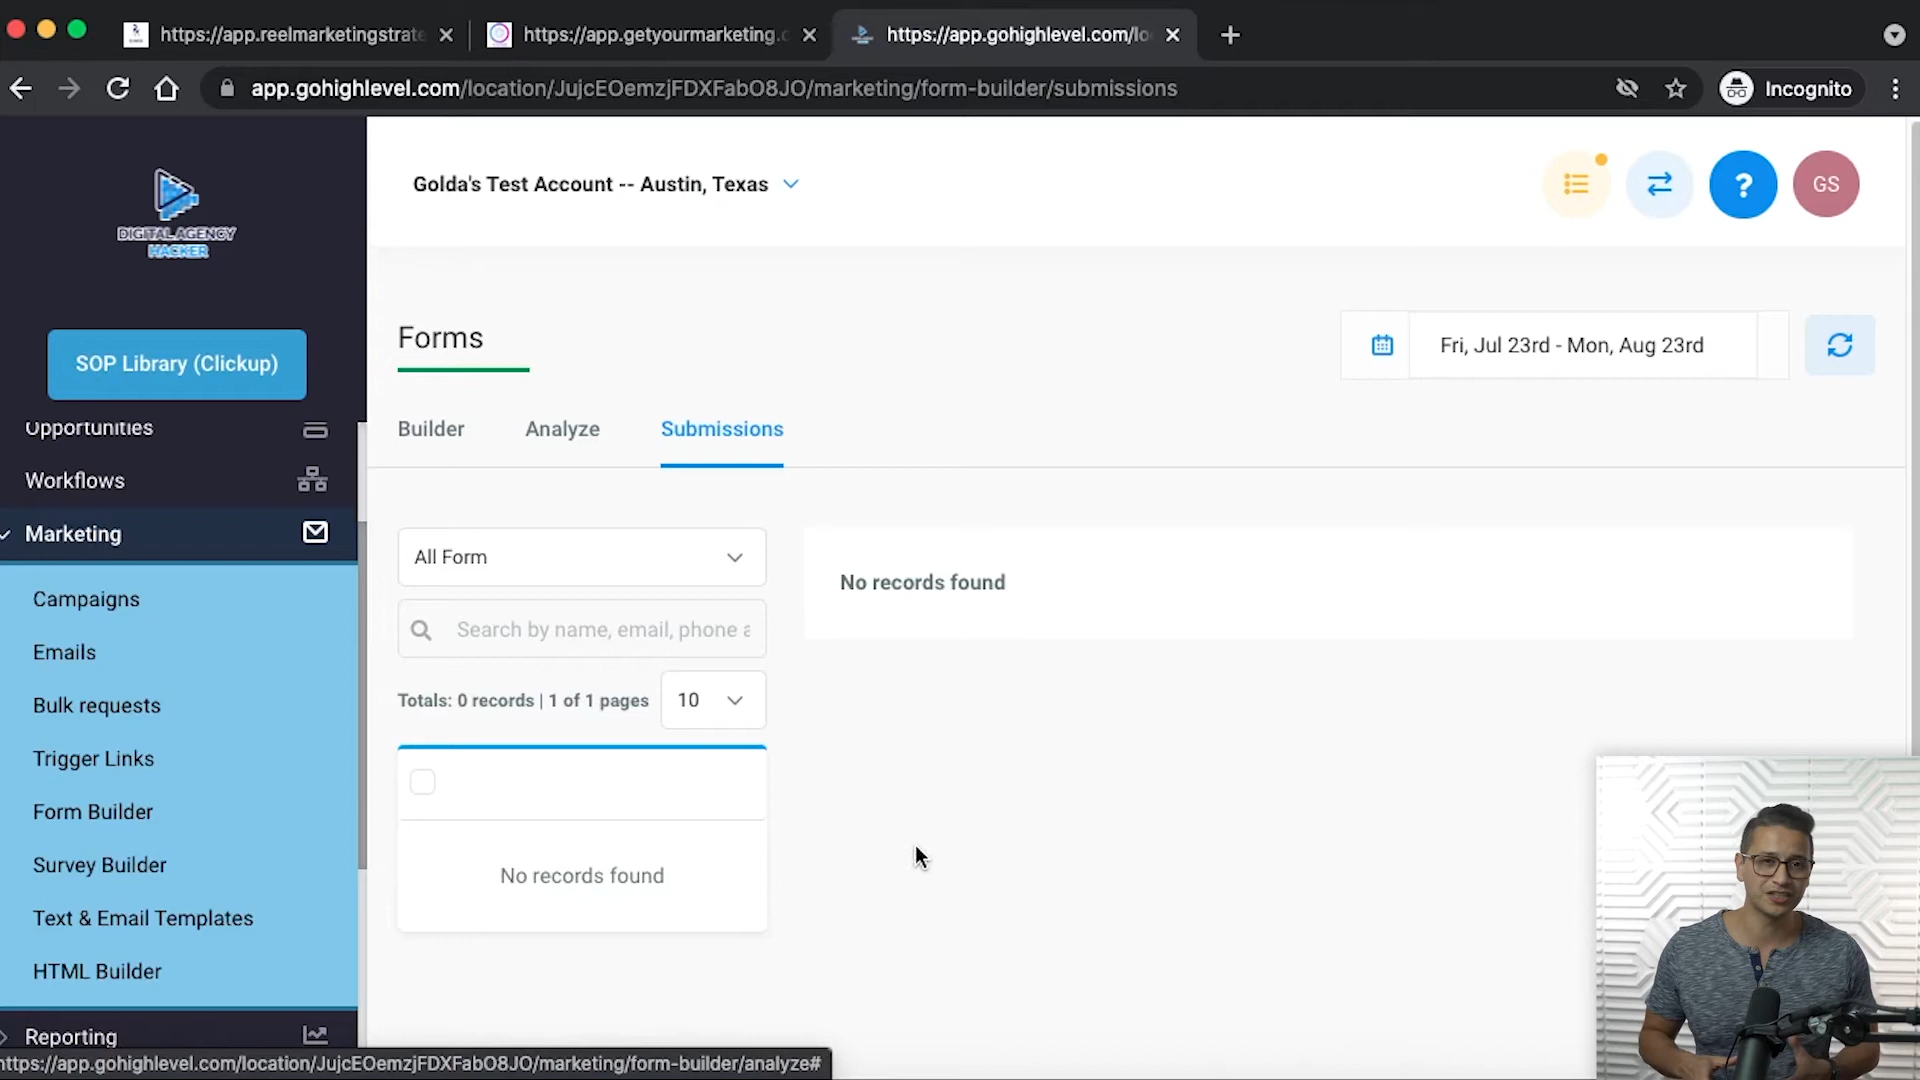 https://app.reelmarketingstrate
https://app.getyourmarketing.c
https://app.gohighlevel.com/lo
app.gohighlevel.com/location/JujcEOemzjFDXFabO8JO/marketing/form-builder/submissions
Incognito
DIGITAL AGENCY
HACKER
Golda's Test Account -- Austin, Texas
?
GS
SOP Library (Clickup)
Forms
Fri, Jul 23rd - Mon, Aug 23rd
Builder
Analyze
Submissions
Opportunities
Workflows
Marketing
Campaigns
Emails
Bulk requests
Trigger Links
Form Builder
Survey Builder
Text & Email Templates
HTML Builder
Reporting
All Form
Search by name, email, phone a
Totals: 0 records | 1 of 1 pages
10
No records found
No records found
https://app.gohighlevel.com/location/JujcEOemzjFDXFabO8JO/marketing/form-builder/analyze#